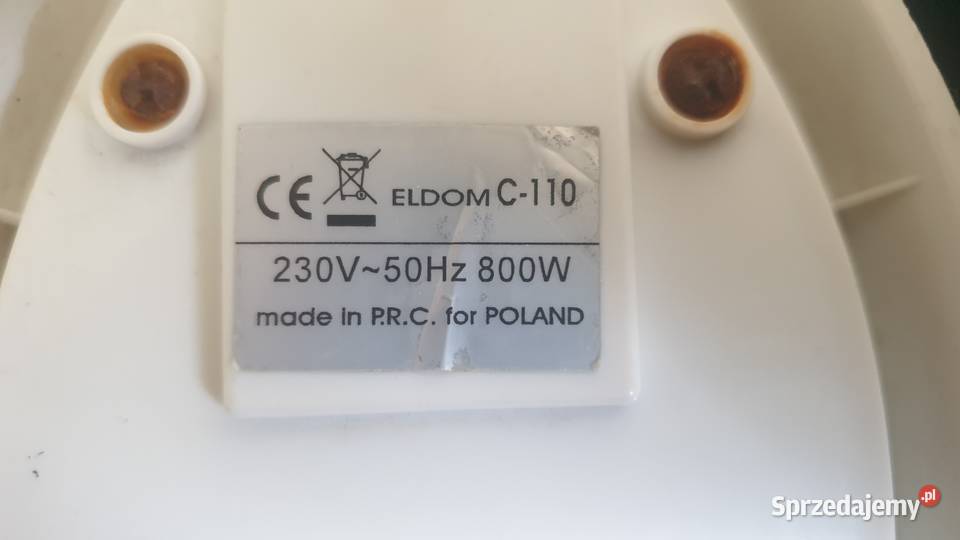 CE ELDOM C-110
230V~50Hz 800W
made in P.R.C. for POLAND
Sprzedajemy.pl